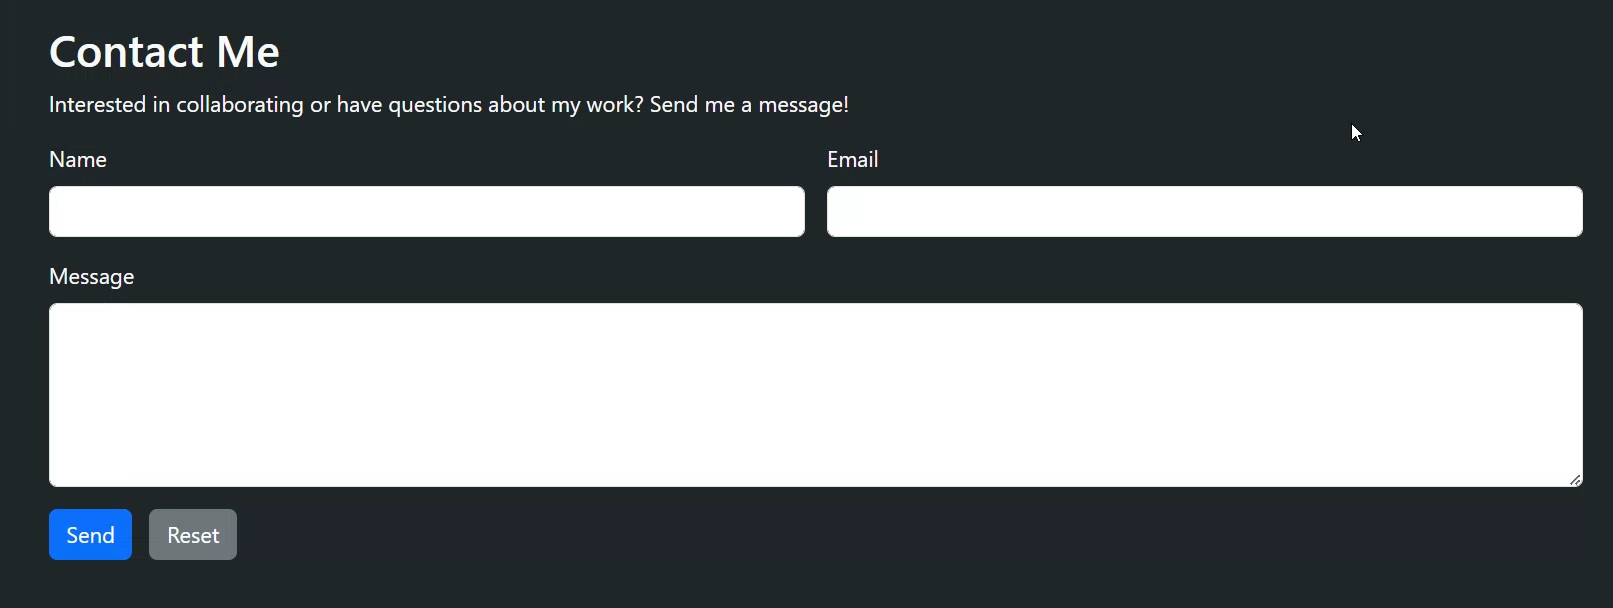 Contact Me
Interested in collaborating or have questions about my work? Send me a message!
Name
Email
Message
Send
Reset